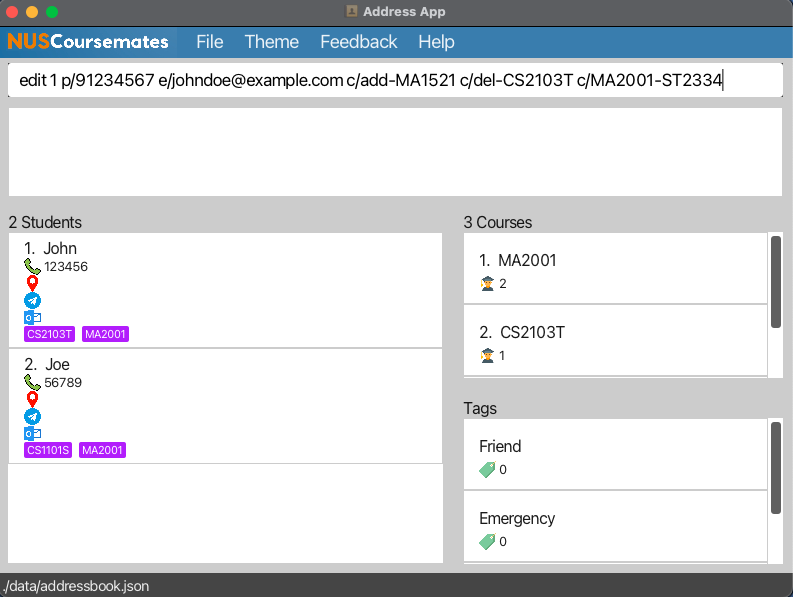 Address App
NUSCoursemates File Theme Feedback Help
edit 1 p/91234567 e/johndoe@example.com c/add-MA1521 c/del-CS2103T c/MA2001-ST2334
2 Students
1. John
123456
CS2103T MA2001
2. Joe
56789
CS1101S MA2001
3 Courses
1. MA2001
2
2. CS2103T
1
Tags
Friend
0
Emergency
0
./data/addressbook.json